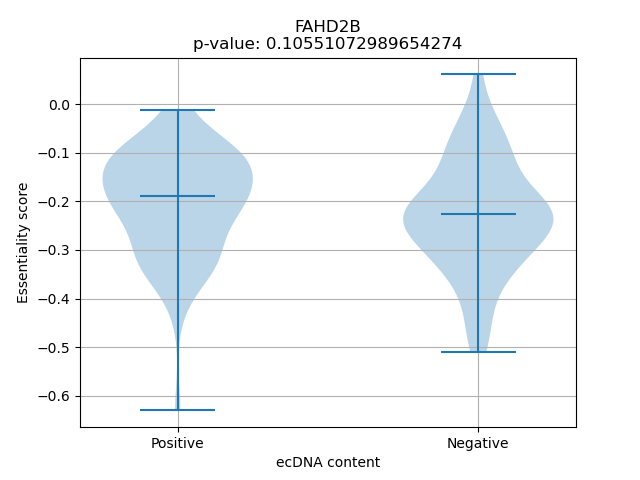 FAHD2B
p-value: 0.10551072989654274
Essentiality score
0.0
−0.1
−0.2
−0.3
−0.4
−0.5
−0.6
Positive
Negative
ecDNA content